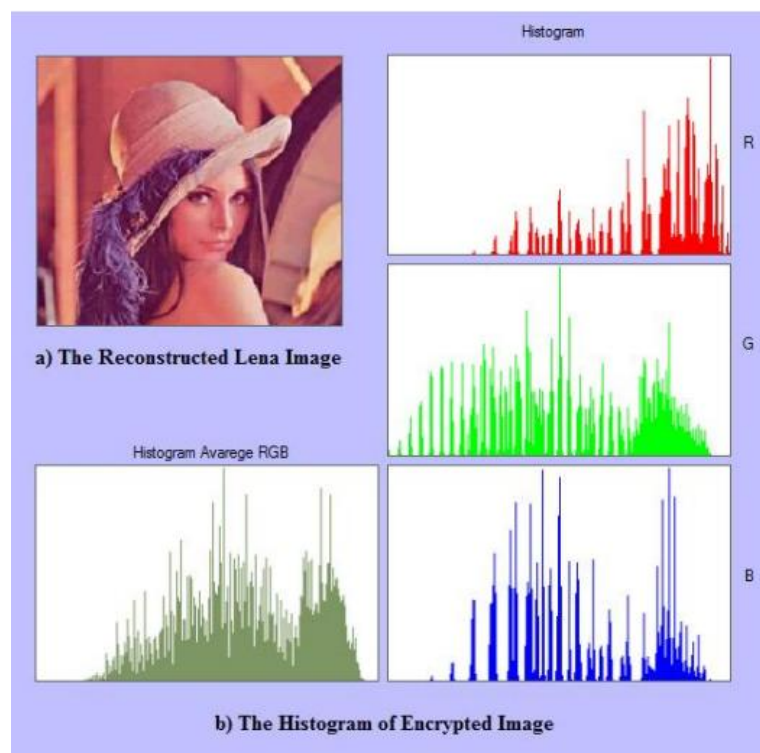 Histogram
R
a) The Reconstructed Lena Image
G
Histogram Avarege RGB
B
b) The Histogram of Encrypted Image